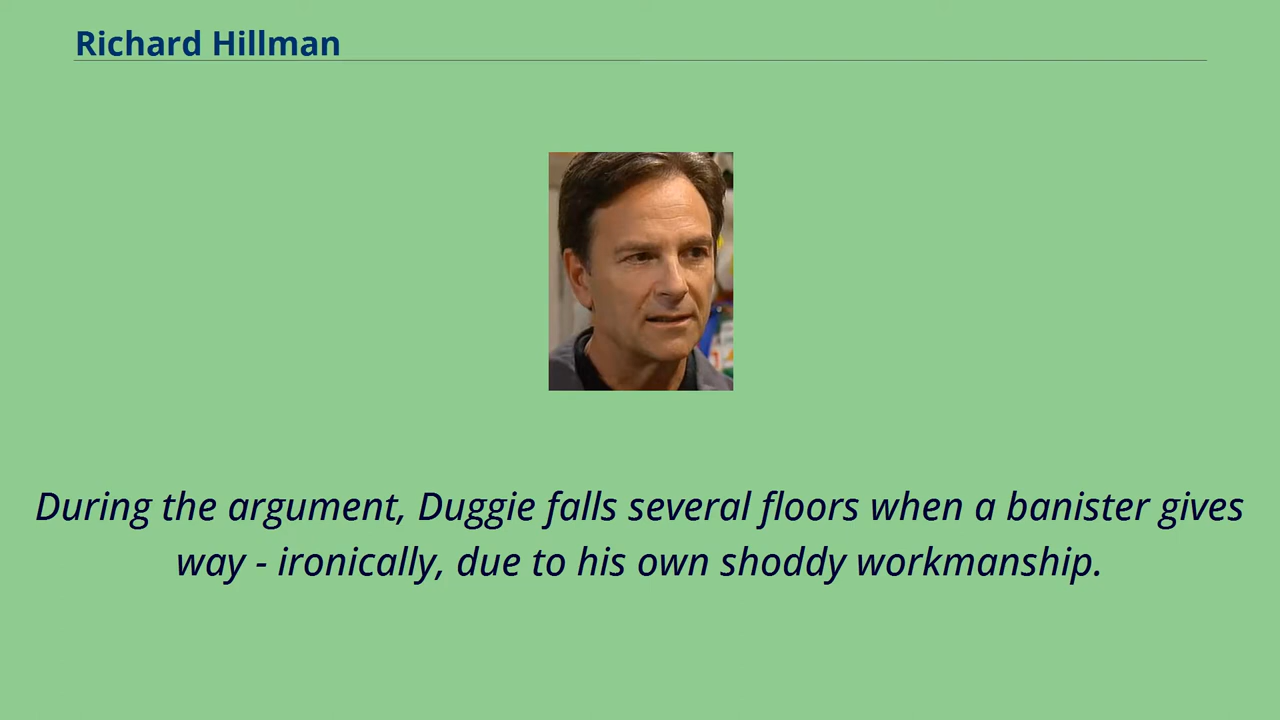 Richard Hillman
During the argument, Duggie falls several floors when a banister gives
way - ironically, due to his own shoddy workmanship.